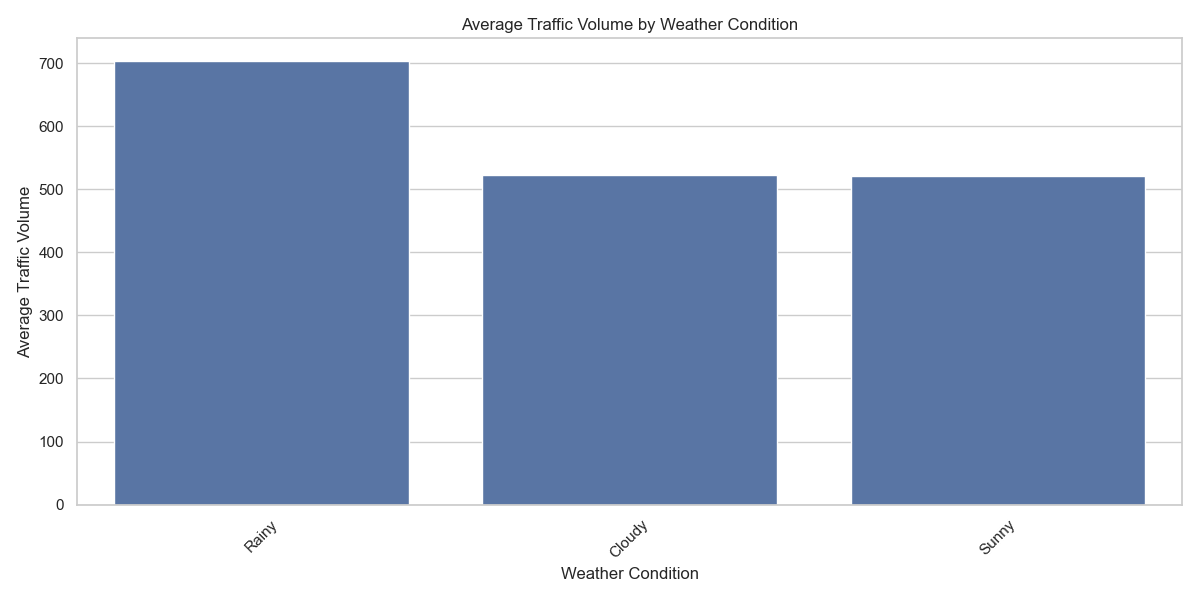 Average Traffic Volume by Weather Condition
Average Traffic Volume
700
600
500
400
300
200
100
0
Rainy
Cloudy
Sunny
Weather Condition